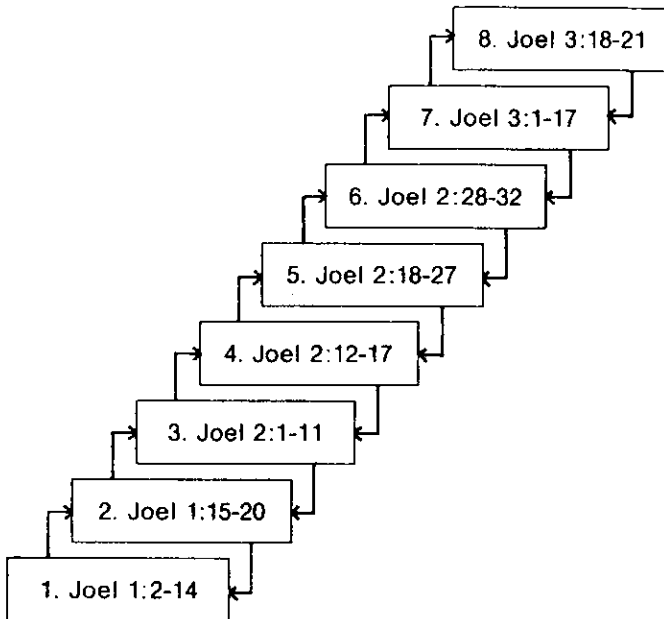 8. Joel 3:18-21
7. Joel 3:1-17
6. Joel 2:28-32
5. Joel 2:18-27
4. Joel 2:12-17
3. Joel 2:1-11
2. Joel 1:15-20
1. Joel 1:2-14